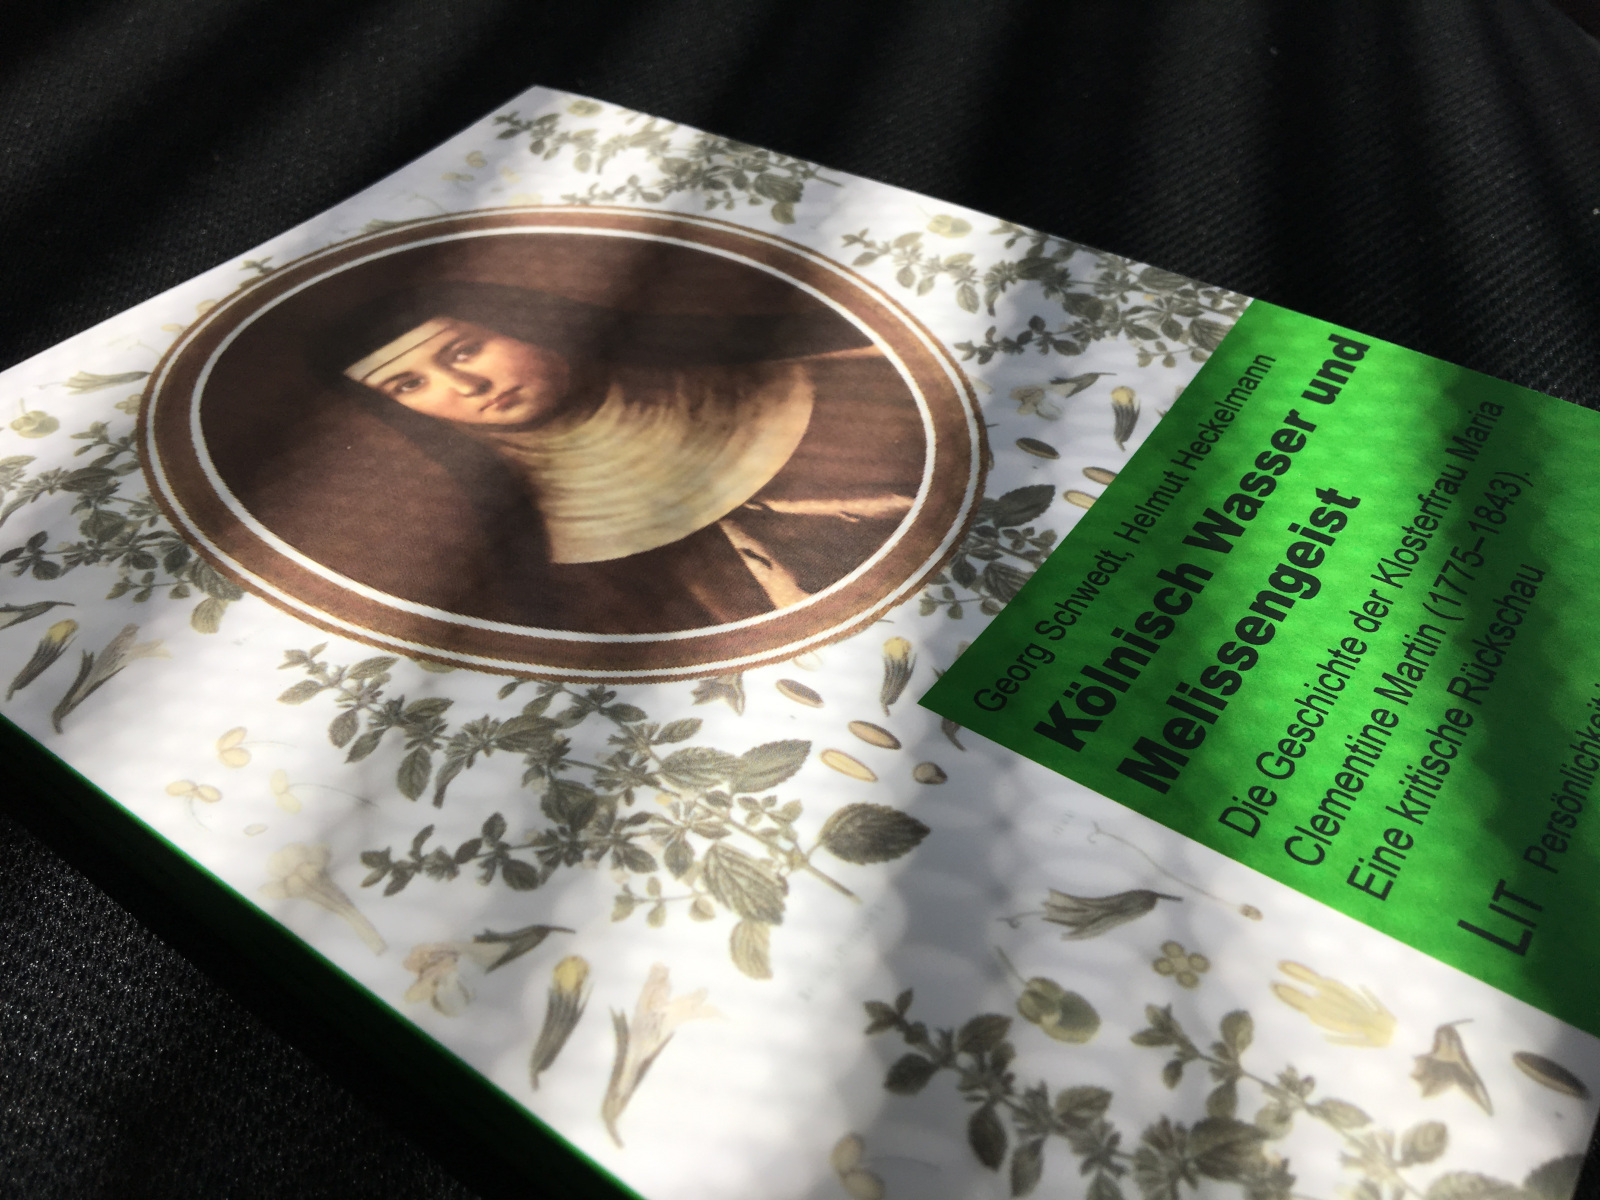 Georg Schwedt, Helmut Heckelmann
Kölnisch Wasser und
Melissengeist
Die Geschichte der Klosterfrau Maria
Clementine Martin (1775–1843).
Eine kritische Rückschau
LIT